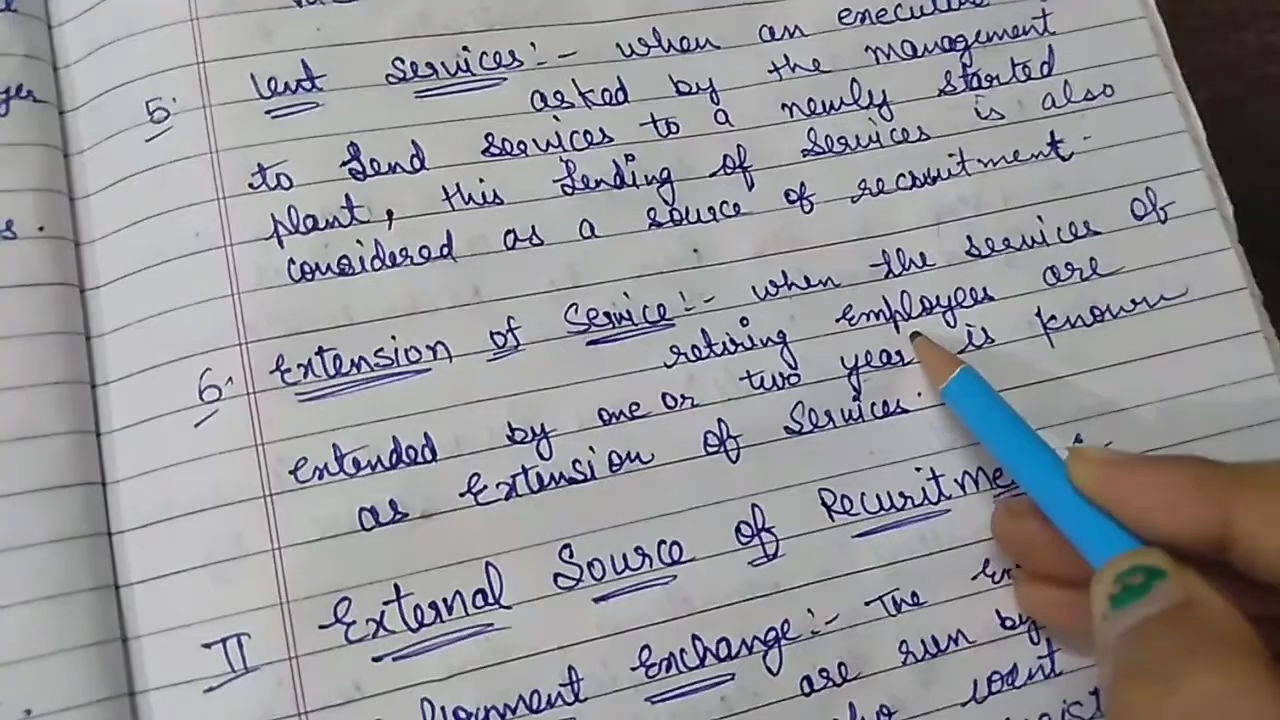 5. lent Services:- when an
asked by the management
to lend services to a newly started
plant, this lending of services is also
considered as a source of recruitment.
6. Extension of Service:- when the services of
retiring employees are
extended by one or two year is known
as Extension of Services.
II External Source of
Exchange:- The
are run by
want